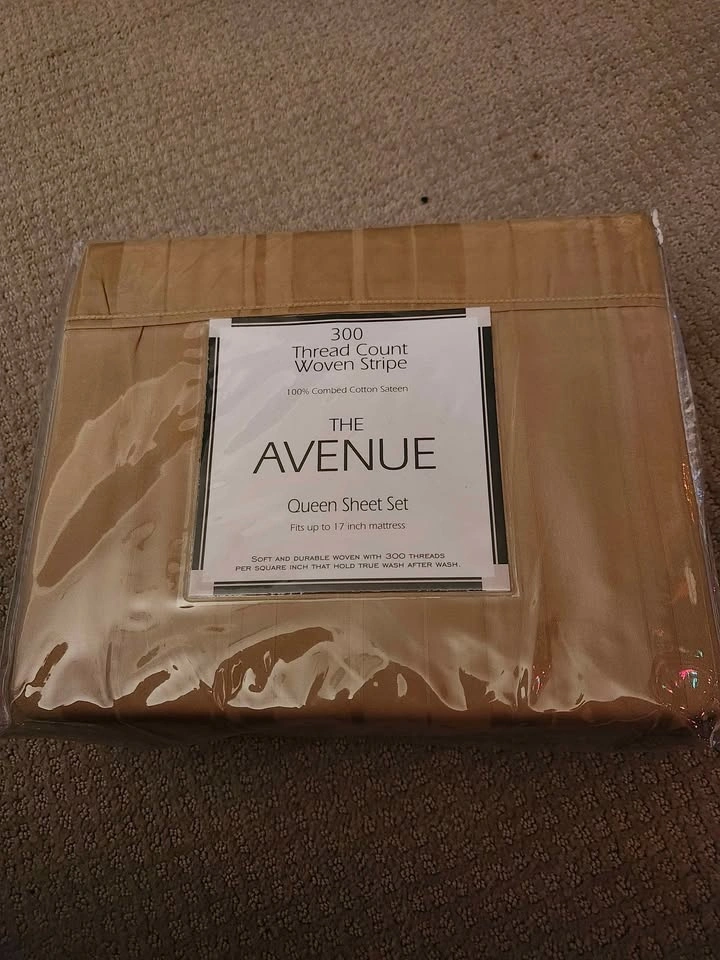 300
Thread Count
Woven Stripe
100% Combed Cotton Sateen
THE
AVENUE
Queen Sheet Set
Fits up to 17 inch mattress
SOFT AND DURABLE WOVEN WITH 300 THREADS
PER SQUARE INCH THAT HOLD TRUE WASH AFTER WASH.